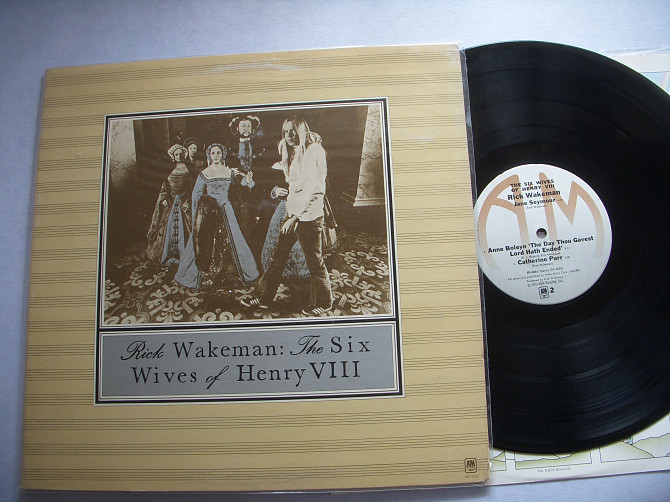 Rick Wakeman: The Six
Wives of Henry VIII
THE SIX WIVES
OF HENRY VIII
Rick Wakeman
Jane Seymour
Anne Boleyn 'The Day Thou Gavest
Lord Hath Ended'
Catherine Parr
2
A&M